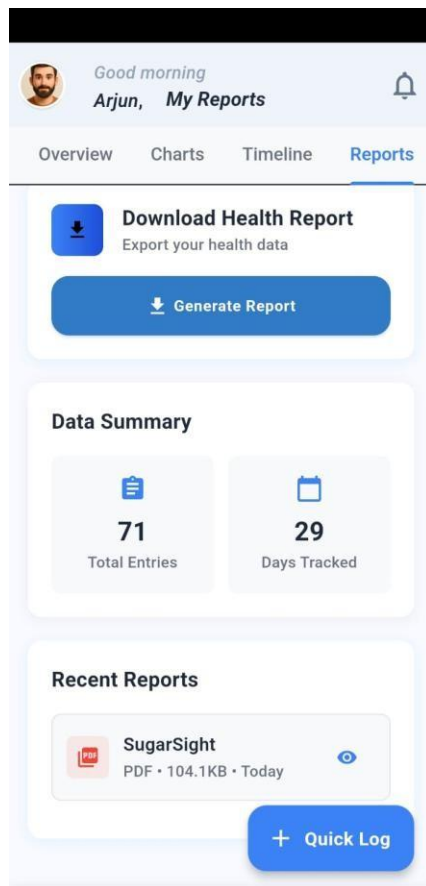 Good morning
Arjun, My Reports
Overview Charts Timeline Reports
Download Health Report
Export your health data
Generate Report
Data Summary
71
Total Entries
29
Days Tracked
Recent Reports
PDF
SugarSight
PDF • 104.1KB • Today
+ Quick Log